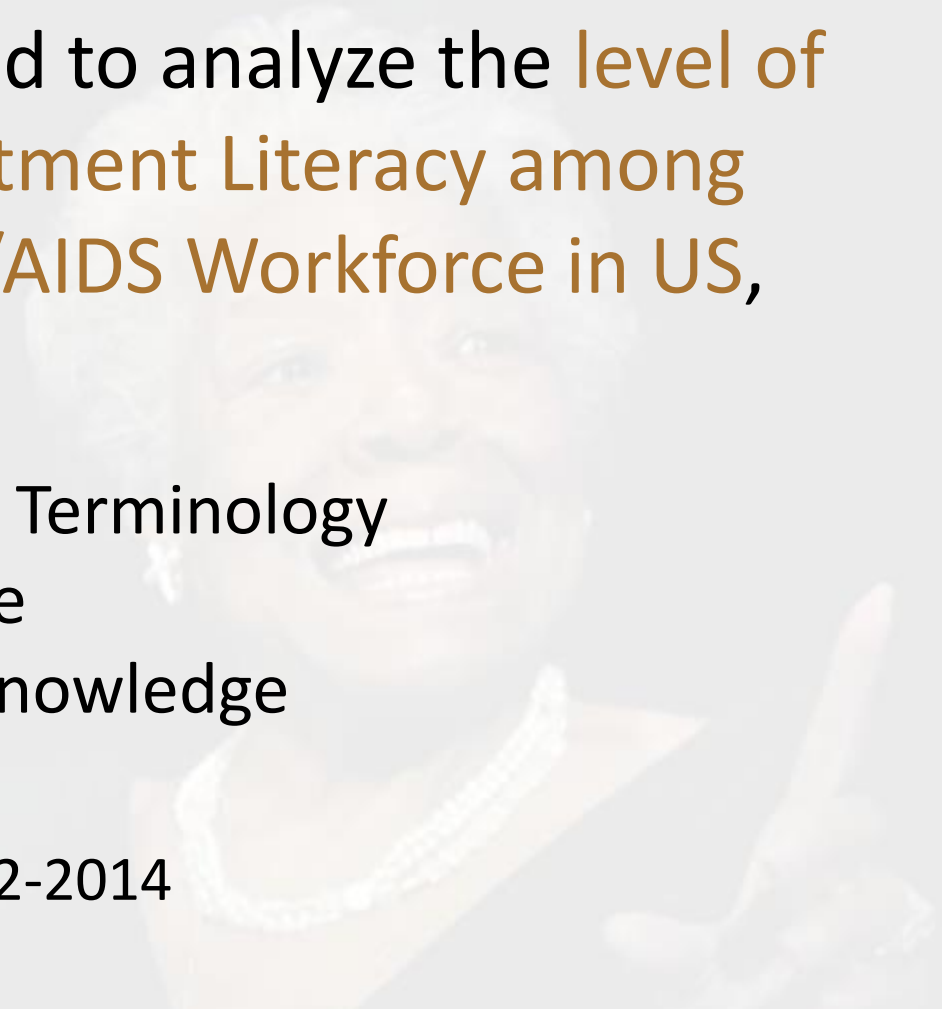 d to analyze the level of
tment Literacy among
/AIDS Workforce in US,
Terminology
e
nowledge
2-2014